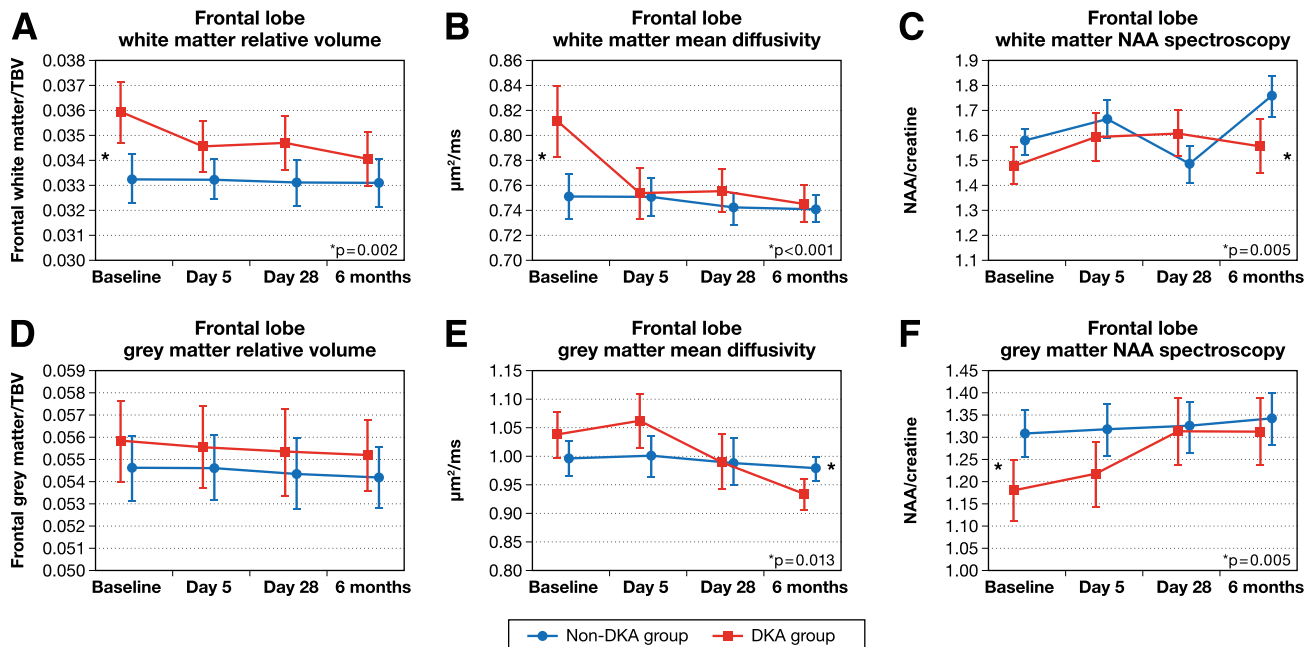 A
Frontal lobe
white matter relative volume
Frontal white matter/TBV
0.038
0.037
0.036
0.035
0.034
0.033
0.032
0.031
0.030
*
*p=0.002
Baseline Day 5 Day 28 6 months
B
Frontal lobe
white matter mean diffusivity
µm²/ms
0.86
0.84
0.82
0.80
0.78
0.76
0.74
0.72
0.70
*
*p<0.001
Baseline Day 5 Day 28 6 months
C
Frontal lobe
white matter NAA spectroscopy
NAA/creatine
1.9
1.8
1.7
1.6
1.5
1.4
1.3
1.2
1.1
*
*p=0.005
Baseline Day 5 Day 28 6 months
D
Frontal lobe
grey matter relative volume
Frontal grey matter/TBV
0.059
0.058
0.057
0.056
0.055
0.054
0.053
0.052
0.051
0.050
Baseline Day 5 Day 28 6 months
E
Frontal lobe
grey matter mean diffusivity
µm²/ms
1.15
1.10
1.05
1.00
0.95
0.90
0.85
0.80
*
*p=0.013
Baseline Day 5 Day 28 6 months
F
Frontal lobe
grey matter NAA spectroscopy
NAA/creatine
1.45
1.40
1.35
1.30
1.25
1.20
1.15
1.10
1.05
1.00
*
*p=0.005
Baseline Day 5 Day 28 6 months
Non-DKA group DKA group